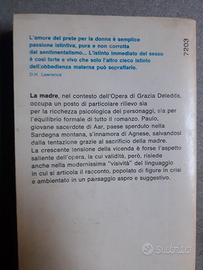 L'amore del prete per la donna è semplice
passione istintiva, pura e non corrotta
dal sentimentalismo... L'istinto immediato del sesso
è così forte e vivo che solo l'altro cieco istinto
dell'obbedienza materna può sopraffarlo.
D.H. Lawrence
7203
La madre, nel contesto dell'Opera di Grazia Deledda,
occupa un posto di particolare rilievo sia
per la ricchezza psicologica dei personaggi, sia per
l'equilibrio formale di tutto il romanzo. Paulo,
giovane sacerdote di Aar, paese sperduto nella
Sardegna montana, s'innamora di Agnese, salvandosi
dalla tentazione grazie al sacrificio della madre.
La crescente tensione della vicenda è forse l'aspetto
saliente dell'opera, la cui validità, però, risiede
anche nella modernissima "visività" del linguaggio
in cui si articola il racconto, popolato di figure in crisi
e ambientato in un paesaggio aspro e suggestivo.
subito